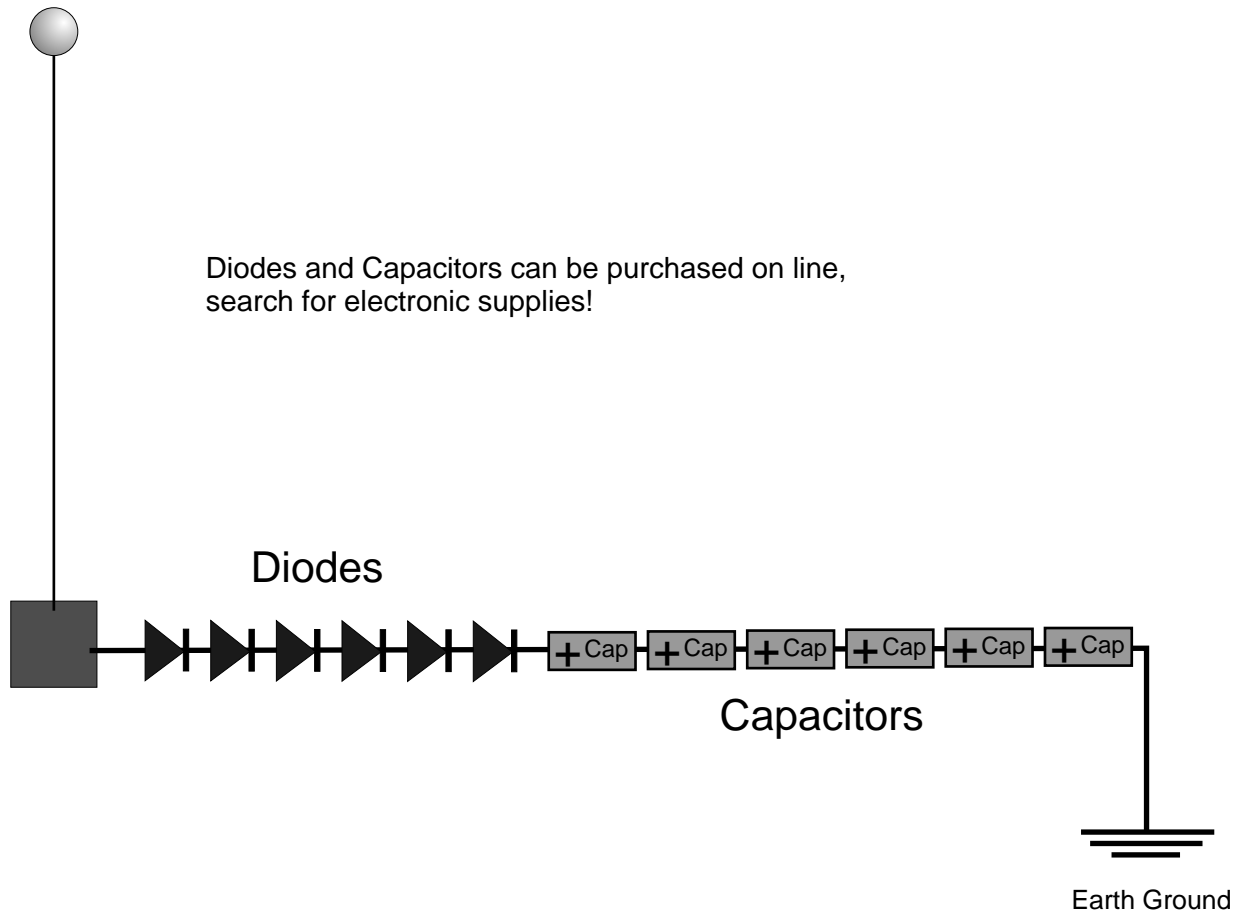 Diodes and Capacitors can be purchased on line,
search for electronic supplies!
Diodes
+ Cap + Cap + Cap + Cap + Cap + Cap
Capacitors
Earth Ground